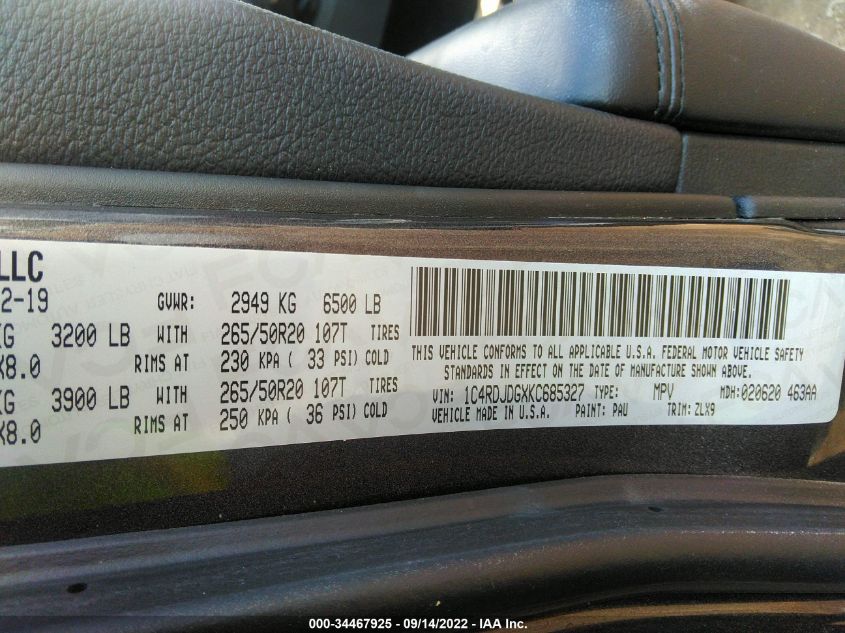 LLC
2-19 GVWR: 2949 KG 6500 LB
KG 3200 LB WITH 265/50R20 107T TIRES
X8.0 RIMS AT 230 KPA ( 33 PSI) COLD
KG 3900 LB WITH 265/50R20 107T TIRES
X8.0 RIMS AT 250 KPA ( 36 PSI) COLD
THIS VEHICLE CONFORMS TO ALL APPLICABLE U.S.A. FEDERAL MOTOR VEHICLE SAFETY
STANDARDS IN EFFECT ON THE DATE OF MANUFACTURE SHOWN ABOVE.
VIN: 1C4RDJDGXKC685327 TYPE: MPV MDH: 020620 463AA
VEHICLE MADE IN U.S.A. PAINT: PAU TRIM: ZLX9
000-34467925 - 09/14/2022 - IAA Inc.